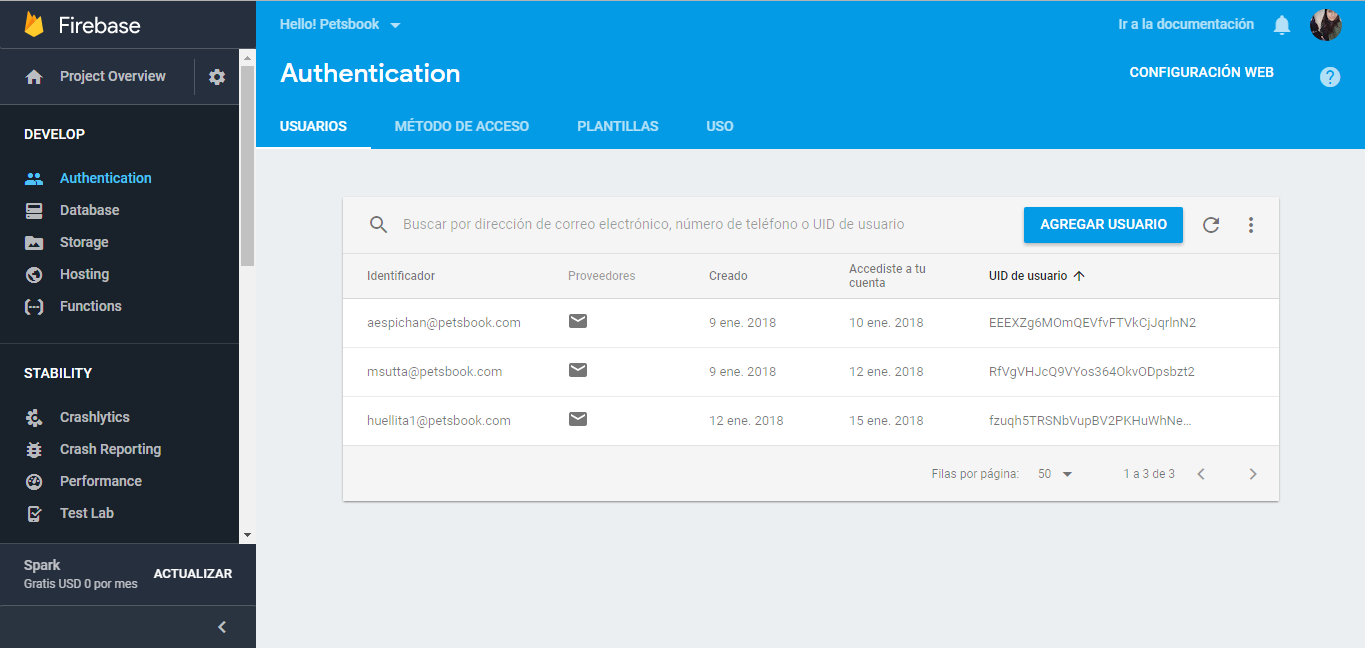 Firebase
Hello! Petsbook
Ir a la documentación
Project Overview
Authentication
CONFIGURACIÓN WEB
?
USUARIOS MÉTODO DE ACCESO PLANTILLAS USO
DEVELOP
Authentication
Database
Storage
Hosting
Functions
STABILITY
Crashlytics
Crash Reporting
Performance
Test Lab
Spark
Gratis USD 0 por mes
ACTUALIZAR
Buscar por dirección de correo electrónico, número de teléfono o UID de usuario
AGREGAR USUARIO
Identificador Proveedores Creado Accediste a tu
cuenta
UID de usuario
aespichan@petsbook.com 9 ene. 2018 10 ene. 2018 EEEXZg6MOmQEVfvFTVkCjJqrlnN2
msutta@petsbook.com 9 ene. 2018 12 ene. 2018 RfVgVHJcQ9VYos364OkvODpsbzt2
huellita1@petsbook.com 12 ene. 2018 15 ene. 2018 fzuqh5TRSNbVupBV2PKHuWhNe...
Filas por página: 50 1 a 3 de 3